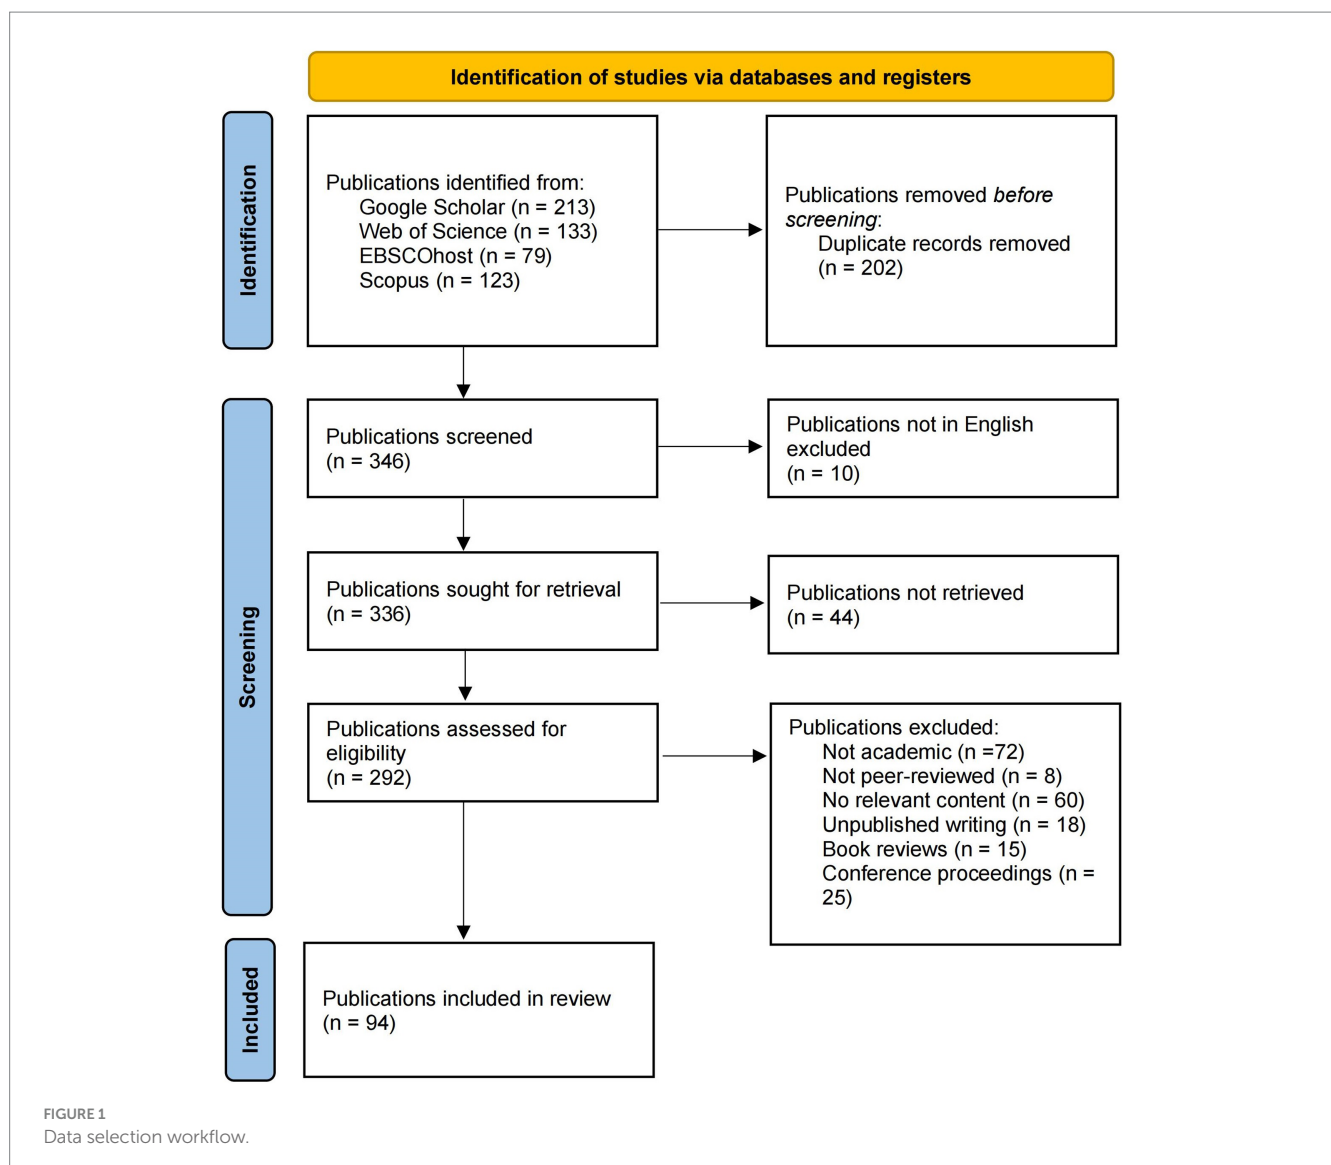 Identification of studies via databases and registers
Identification
Publications identified from:
Google Scholar (n = 213)
Web of Science (n = 133)
EBSCOhost (n = 79)
Scopus (n = 123)
Publications removed before
screening:
Duplicate records removed
(n = 202)
Screening
Publications screened
(n = 346)
Publications not in English
excluded
(n = 10)
Publications sought for retrieval
(n = 336)
Publications not retrieved
(n = 44)
Publications assessed for
eligibility
(n = 292)
Publications excluded:
Not academic (n =72)
Not peer-reviewed (n = 8)
No relevant content (n = 60)
Unpublished writing (n = 18)
Book reviews (n = 15)
Conference proceedings (n =
25)
Included
Publications included in review
(n = 94)
FIGURE 1
Data selection workflow.